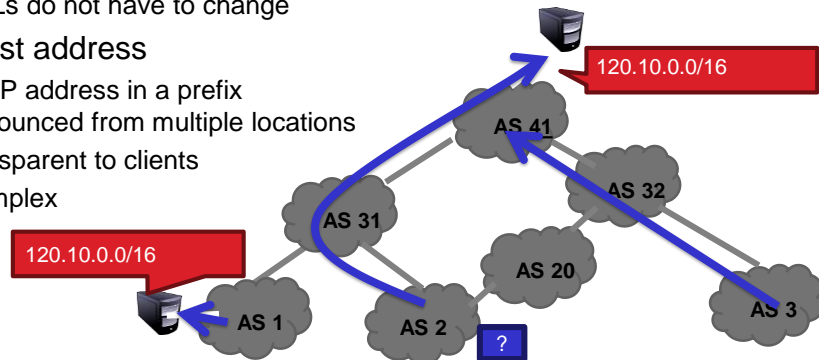 Ls do not have to change
st address
P address in a prefix
ounced from multiple locations
sparent to clients
mplex
120.10.0.0/16
AS 41
AS 32
AS 31
120.10.0.0/16
AS 20
AS 1
AS 2
AS 3
?